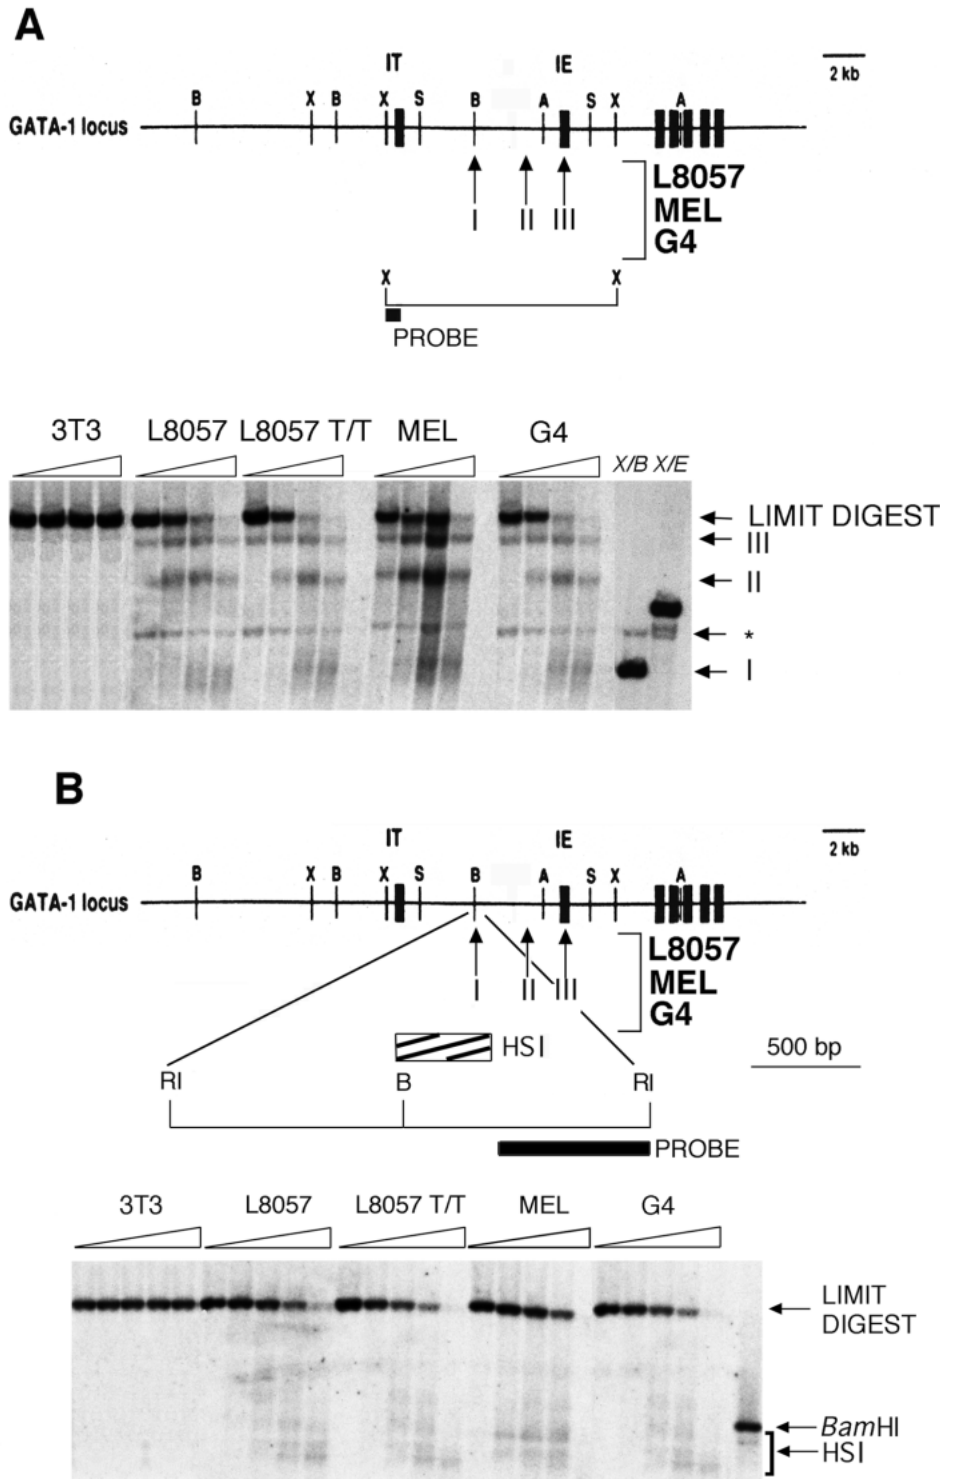 A
IT IE 2 kb
B X B X S B A S X A
GATA-1 locus
I II III
L8057
MEL
G4
X X
PROBE
3T3 L8057 L8057 T/T MEL G4 X/B X/E
LIMIT DIGEST
III
II
*
I
B
IT IE 2 kb
B X B X S B A S X A
GATA-1 locus
I II III
L8057
MEL
G4
HSI
500 bp
RI B RI
PROBE
3T3 L8057 L8057 T/T MEL G4
LIMIT
DIGEST
BamHI
HSI